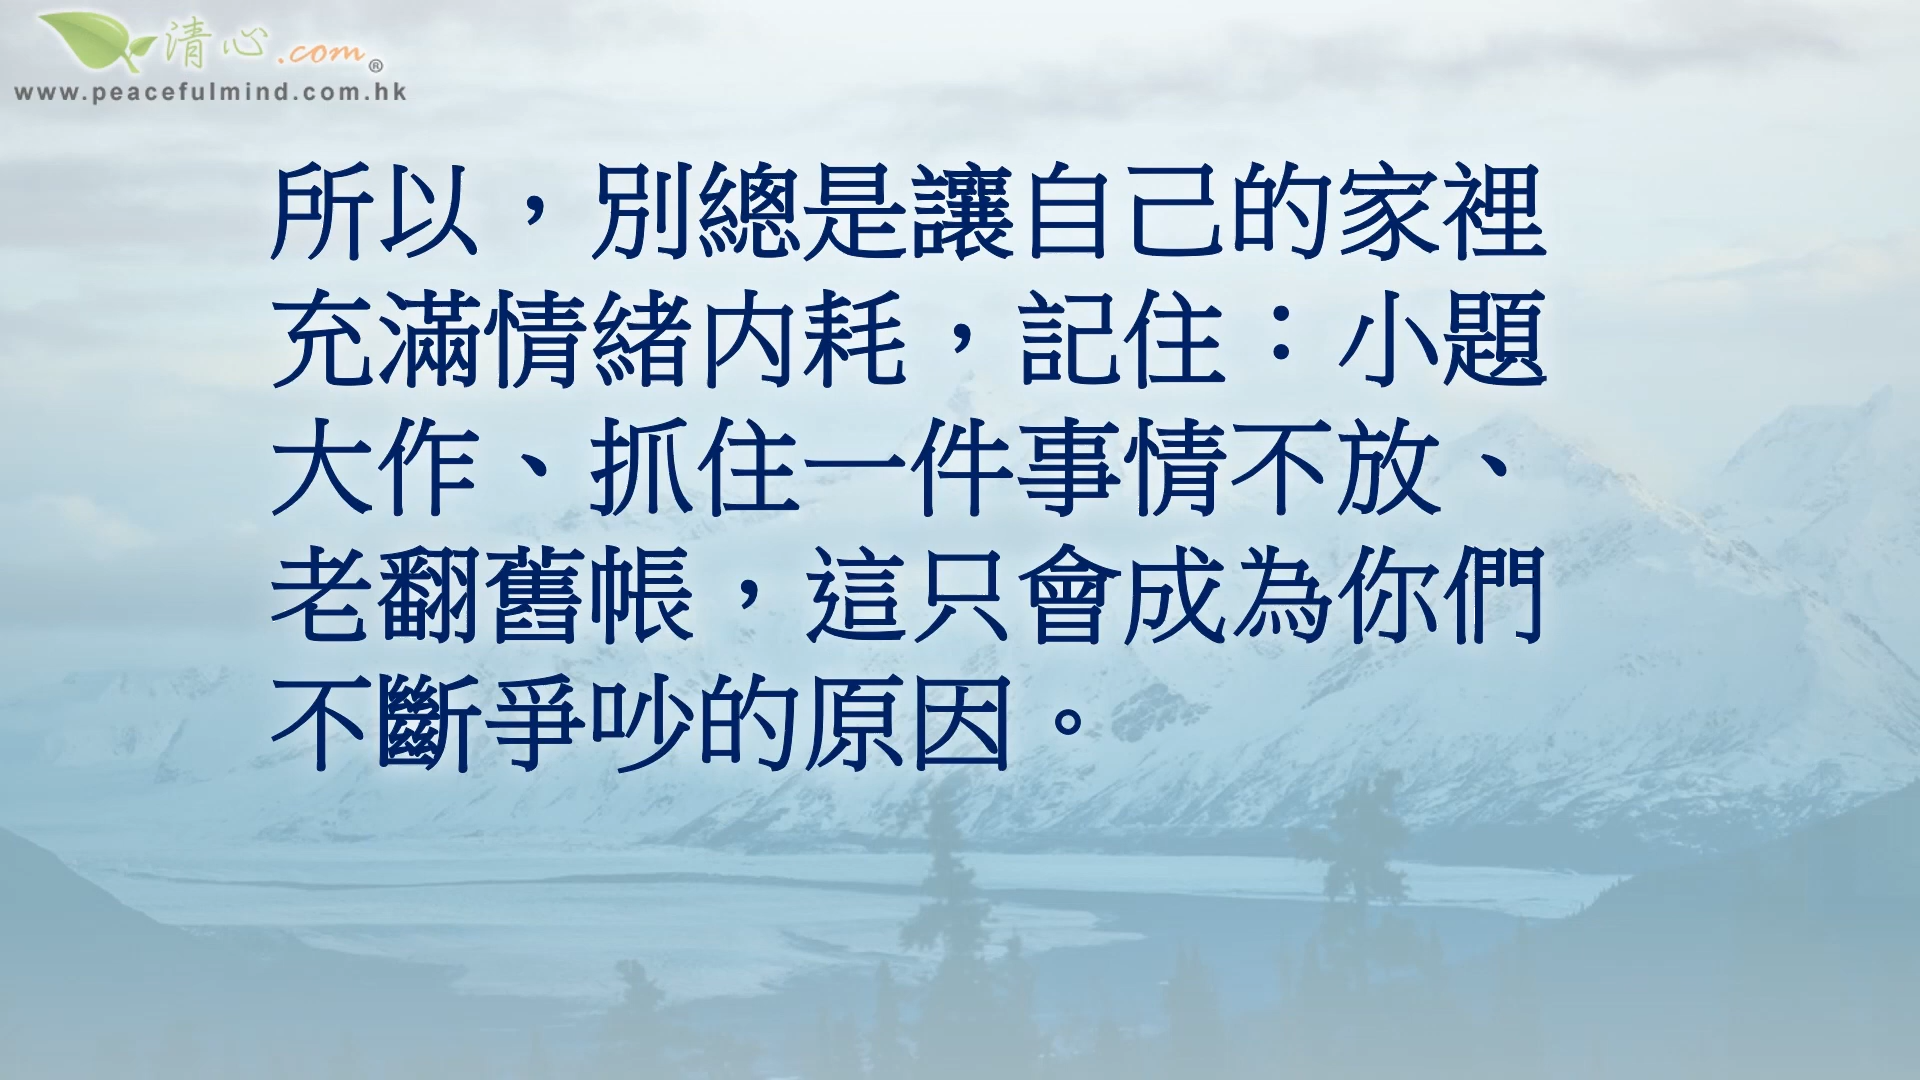 清心.com®
www.peacefulmind.com.hk
所以，別總是讓自己的家裡
充滿情緒內耗，記住：小題
大作、抓住一件事情不放、
老翻舊帳，這只會成為你們
不斷爭吵的原因。